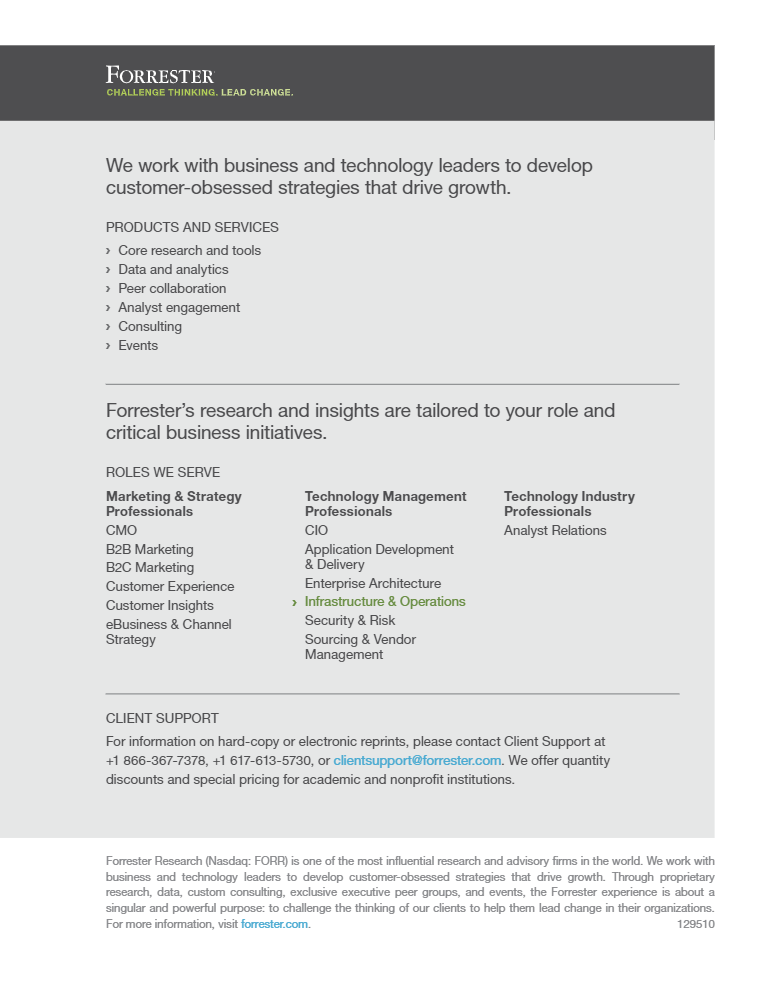 FORRESTER
CHALLENGE THINKING. LEAD CHANGE.
We work with business and technology leaders to develop
customer-obsessed strategies that drive growth.
PRODUCTS AND SERVICES
› Core research and tools
› Data and analytics
› Peer collaboration
› Analyst engagement
› Consulting
› Events
Forrester’s research and insights are tailored to your role and
critical business initiatives.
ROLES WE SERVE
Marketing & Strategy
Professionals
CMO
B2B Marketing
B2C Marketing
Customer Experience
Customer Insights
eBusiness & Channel
Strategy
Technology Management
Professionals
CIO
Application Development
& Delivery
Enterprise Architecture
› Infrastructure & Operations
Security & Risk
Sourcing & Vendor
Management
Technology Industry
Professionals
Analyst Relations
CLIENT SUPPORT
For information on hard-copy or electronic reprints, please contact Client Support at
+1 866-367-7378, +1 617-613-5730, or clientsupport@forrester.com. We offer quantity
discounts and special pricing for academic and nonprofit institutions.
Forrester Research (Nasdaq: FORR) is one of the most influential research and advisory firms in the world. We work with
business and technology leaders to develop customer-obsessed strategies that drive growth. Through proprietary
research, data, custom consulting, exclusive executive peer groups, and events, the Forrester experience is about a
singular and powerful purpose: to challenge the thinking of our clients to help them lead change in their organizations.
For more information, visit forrester.com. 129510